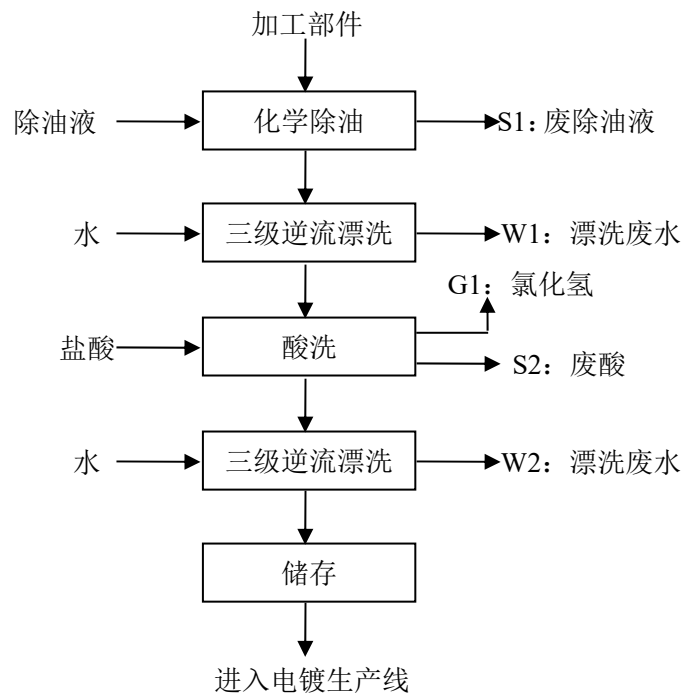 加工部件
除油液
化学除油
S1：废除油液
水
三级逆流漂洗
W1：漂洗废水
G1：氯化氢
盐酸
酸洗
S2：废酸
水
三级逆流漂洗
W2：漂洗废水
储存
进入电镀生产线